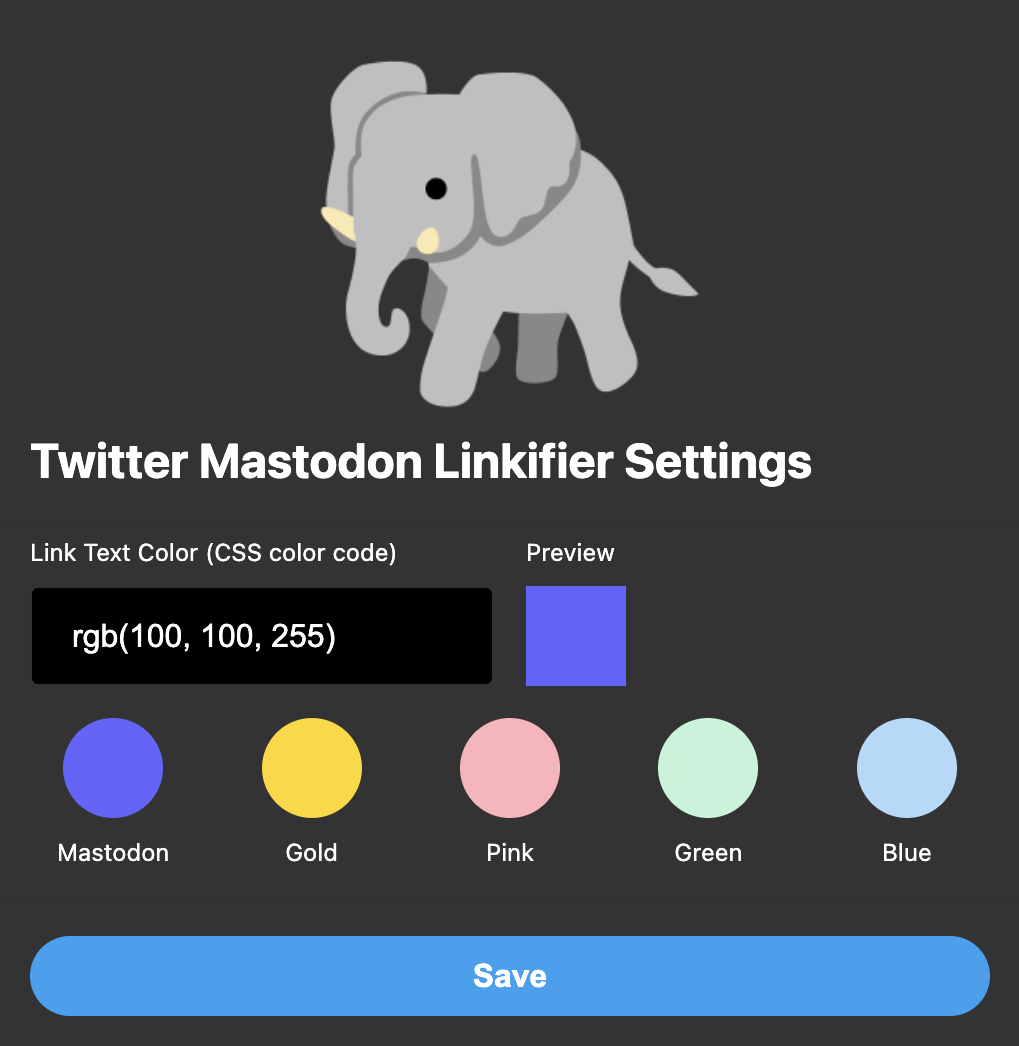 Twitter Mastodon Linkifier Settings
Link Text Color (CSS color code)
Preview
rgb(100, 100, 255)
Mastodon
Gold
Pink
Green
Blue
Save